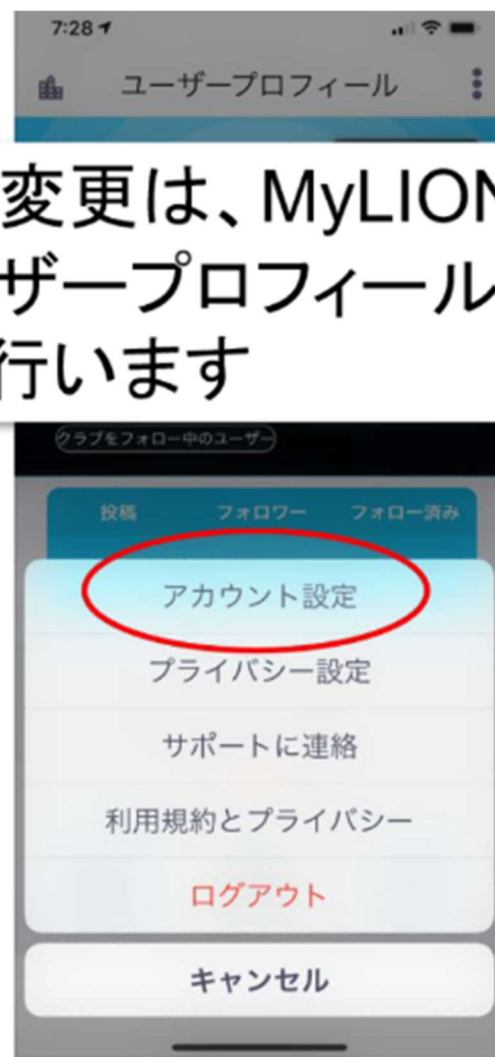 7:28
ユーザープロフィール
変更は、MyLION
ザープロフィール
行います
クラブをフォロー中のユーザー
投稿 フォロワー フォロー済み
アカウント設定
プライバシー設定
サポートに連絡
利用規約とプライバシー
ログアウト
キャンセル